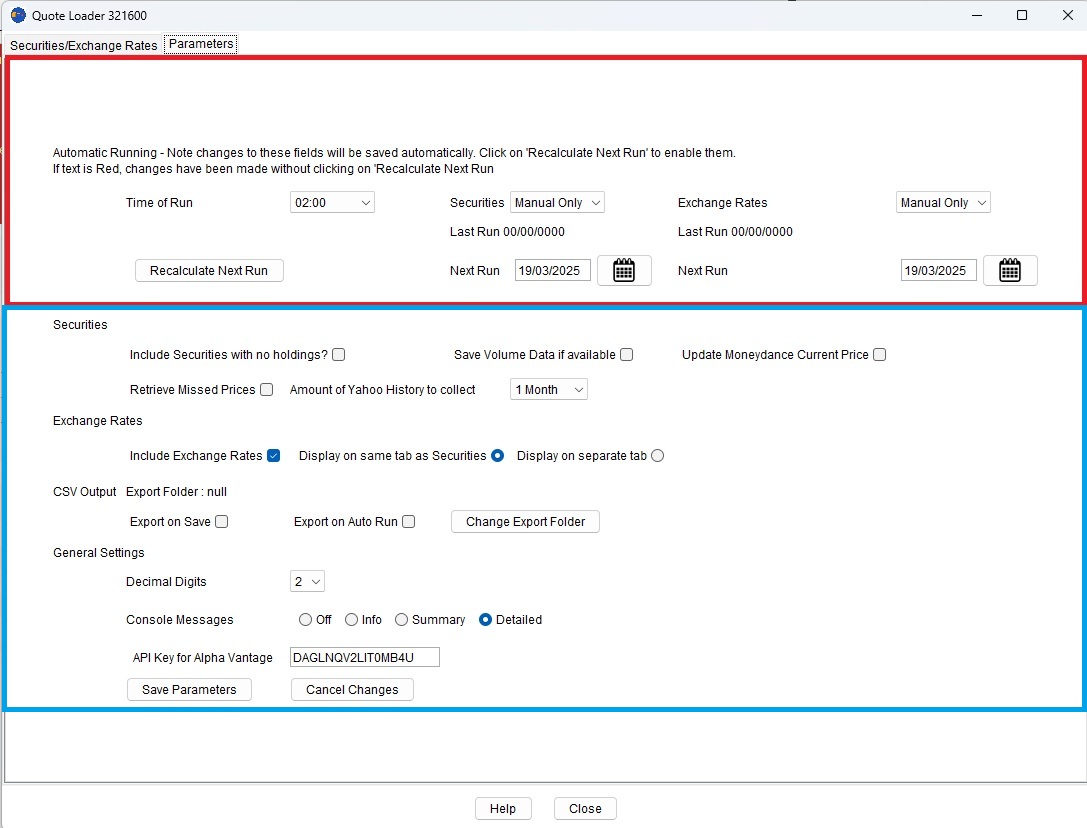 Quote Loader 321600
Securities/Exchange Rates Parameters
Automatic Running - Note changes to these fields will be saved automatically. Click on 'Recalculate Next Run' to enable them.
If text is Red, changes have been made without clicking on 'Recalculate Next Run
Time of Run 02:00 Securities Manual Only Exchange Rates Manual Only
Last Run 00/00/0000 Last Run 00/00/0000
Recalculate Next Run Next Run 19/03/2025 Next Run 19/03/2025
Securities
Include Securities with no holdings? Save Volume Data if available Update Moneydance Current Price
Retrieve Missed Prices Amount of Yahoo History to collect 1 Month
Exchange Rates
Include Exchange Rates Display on same tab as Securities Display on separate tab
CSV Output Export Folder : null
Export on Save Export on Auto Run Change Export Folder
General Settings
Decimal Digits 2
Console Messages Off Info Summary Detailed
API Key for Alpha Vantage DAGLNQV2LIT0MB4U
Save Parameters Cancel Changes
Help Close